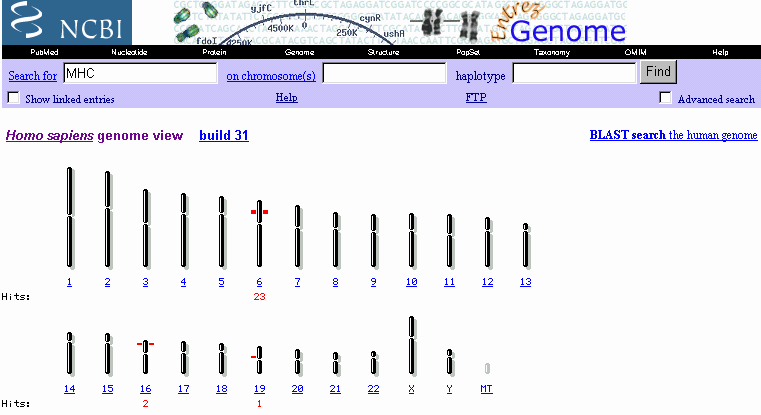 NCBI
yjfC
thrL
cynR
4500K
0
ushA
fdoI
4250K
Entrez
Genome
PubMed Nucleotide Protein Genome Structure PopSet Taxonomy OMIM Help
Search for MHC on chromosome(s) haplotype Find
Show linked entries Help FTP Advanced search
Homo sapiens genome view build 31 BLAST search the human genome
1 2 3 4 5 6 7 8 9 10 11 12 13
Hits: 23
14 15 16 17 18 19 20 21 22 X Y MT
Hits: 2 1